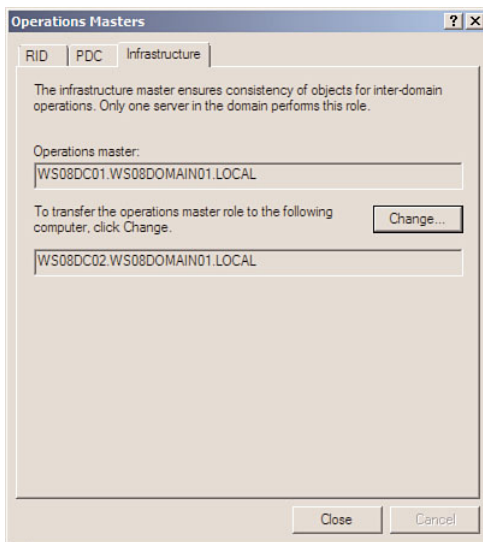 Operations Masters
RID PDC Infrastructure
The infrastructure master ensures consistency of objects for inter-domain
operations. Only one server in the domain performs this role.
Operations master:
WS08DC01.WS08DOMAIN01.LOCAL
To transfer the operations master role to the following
computer, click Change.
Change...
WS08DC02.WS08DOMAIN01.LOCAL
Close Cancel